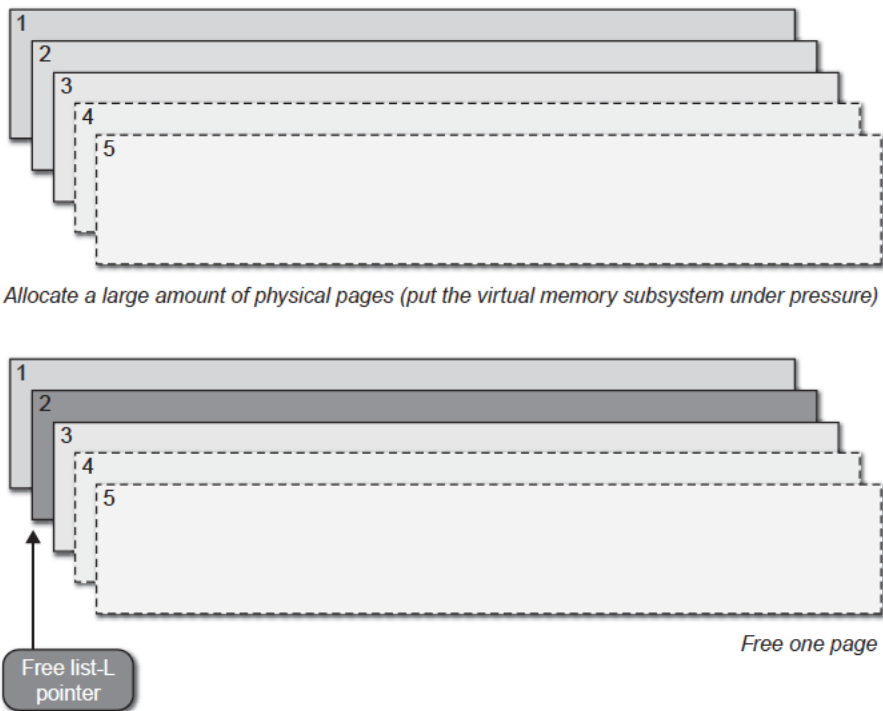 1
2
3
4
5
Allocate a large amount of physical pages (put the virtual memory subsystem under pressure)
1
2
3
4
5
Free one page
Free list-L
pointer